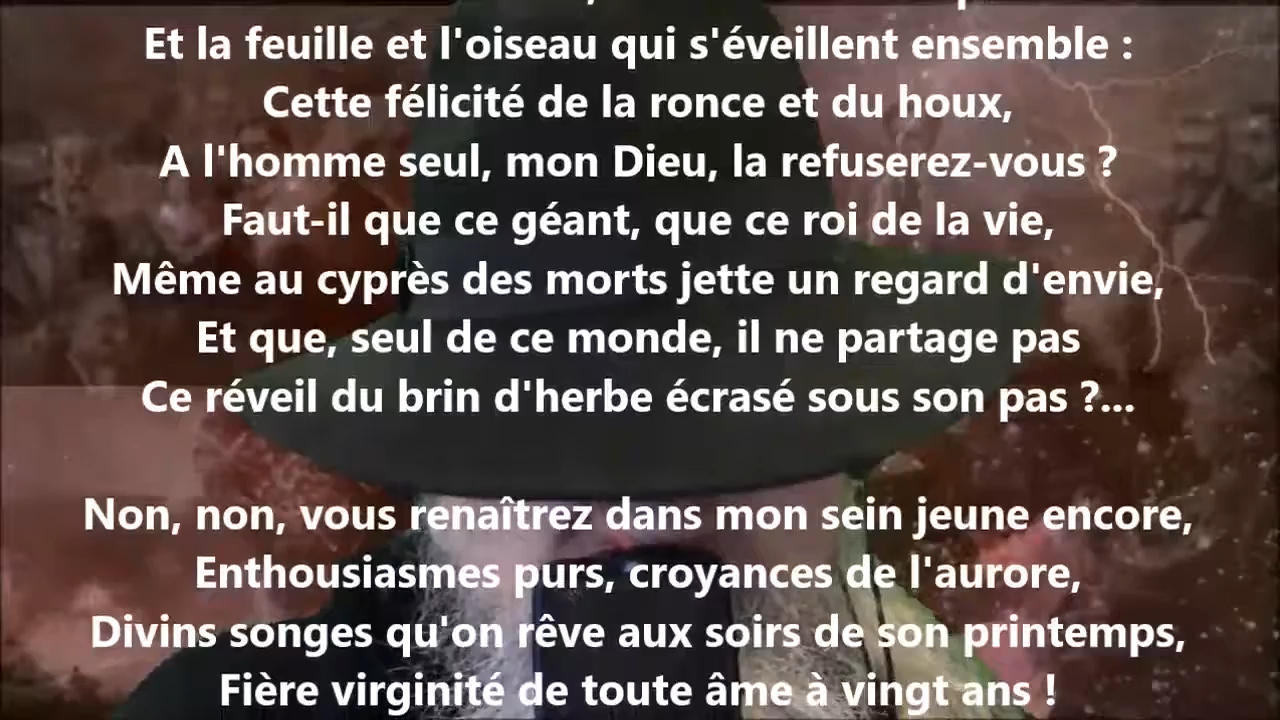 Et la feuille et l'oiseau qui s'éveillent ensemble :
Cette félicité de la ronce et du houx,
A l'homme seul, mon Dieu, la refuserez-vous ?
Faut-il que ce géant, que ce roi de la vie,
Même au cyprès des morts jette un regard d'envie,
Et que, seul de ce monde, il ne partage pas
Ce réveil du brin d'herbe écrasé sous son pas ?...
Non, non, vous renaîtrez dans mon sein jeune encore,
Enthousiasmes purs, croyances de l'aurore,
Divins songes qu'on rêve aux soirs de son printemps,
Fière virginité de toute âme à vingt ans !